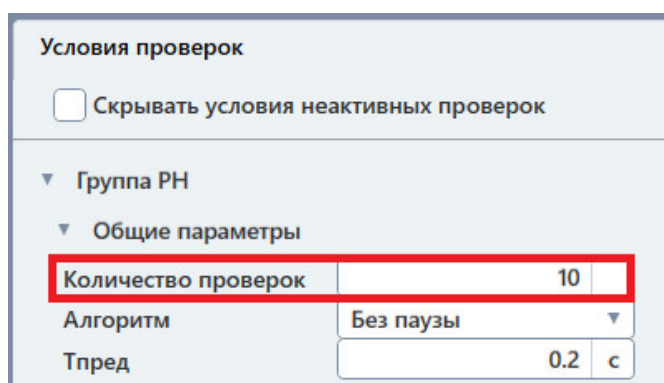 Условия проверок
Скрывать условия неактивных проверок
Группа РН
Общие параметры
Количество проверок 10
Алгоритм Без паузы
Тпред 0.2 с